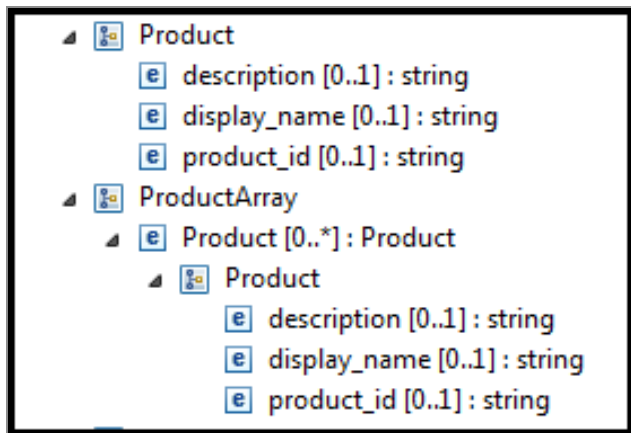 Product
description [0..1] : string
display_name [0..1] : string
product_id [0..1] : string
ProductArray
Product [0..*] : Product
Product
description [0..1] : string
display_name [0..1] : string
product_id [0..1] : string